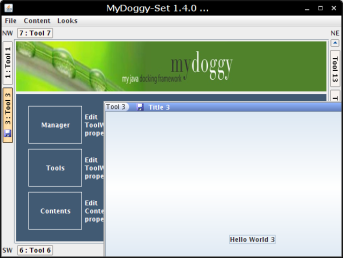 MyDoggy-Set 1.4.0 ...
File Content Looks
NW 7 : Tool 7 NE
1 : Tool 1
3 : Tool 3
Tool 13
T
mydoggy
my java docking framework
Manager
Edit
ToolW
prope
Tools
Edit
ToolW
prope
Contents
Edit
Conte
prope
Tool 3 Title 3
Hello World 3
SW 6 : Tool 6